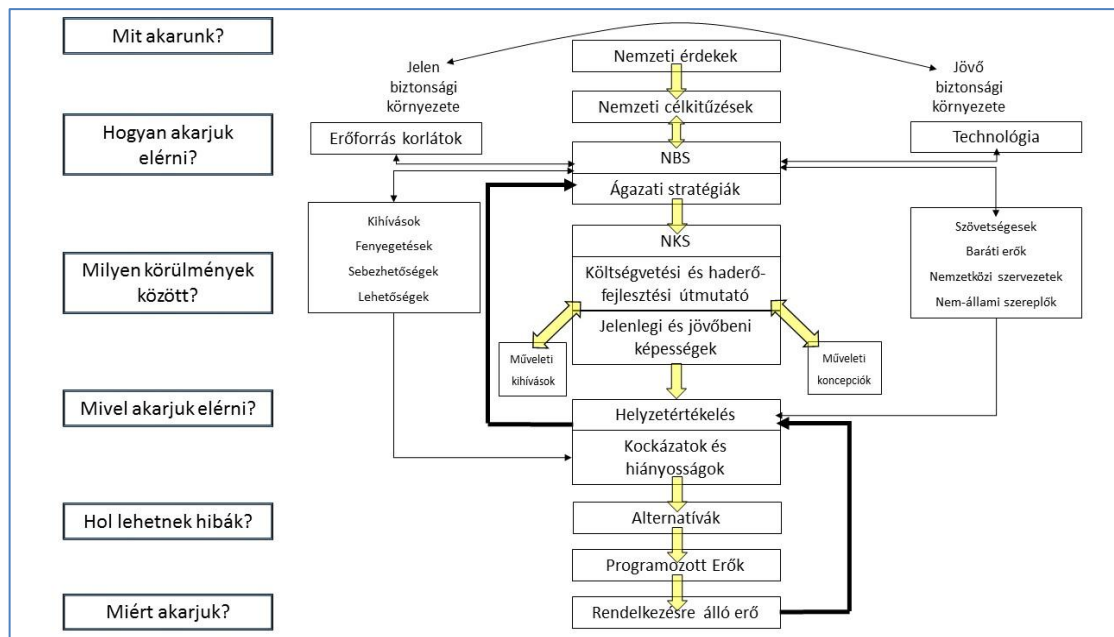 Mit akarunk?
Hogyan akarjuk
elérni?
Milyen körülmények
között?
Mivel akarjuk elérni?
Hol lehetnek hibák?
Miért akarjuk?
Jelen
biztonsági
környezete
Erőforrás korlátok
Kihívások
Fenyegetések
Sebezhetőségek
Lehetőségek
Nemzeti érdekek
Nemzeti célkitűzések
NBS
Ágazati stratégiák
NKS
Költségvetési és haderő-
fejlesztési útmutató
Jelenlegi és jövőbeni
képességek
Műveleti
kihívások
Műveleti
koncepciók
Helyzetértékelés
Kockázatok és
hiányosságok
Alternatívák
Programozott Erők
Rendelkezésre álló erő
Jövő
biztonsági
környezete
Technológia
Szövetségesek
Baráti erők
Nemzetközi szervezetek
Nem-állami szereplők